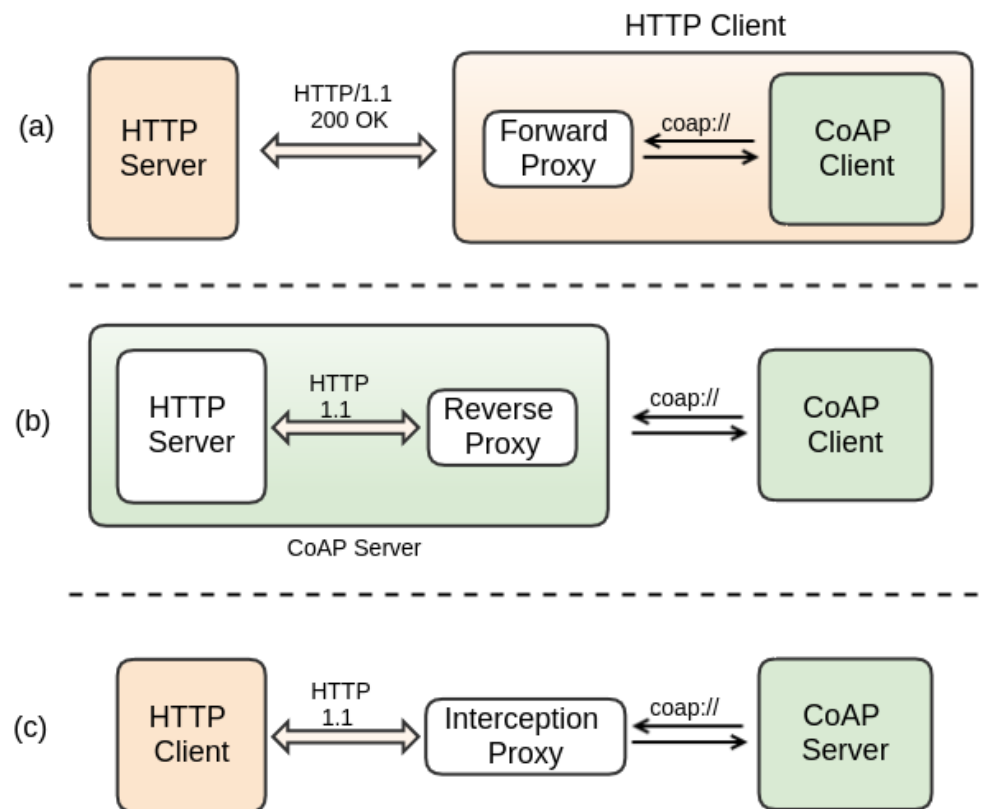 HTTP Client
(a)
HTTP
Server
HTTP/1.1
200 OK
Forward
Proxy
coap://
CoAP
Client
(b)
HTTP
Server
HTTP
1.1
Reverse
Proxy
coap://
CoAP
Client
CoAP Server
(c)
HTTP
Client
HTTP
1.1
Interception
Proxy
coap://
CoAP
Server